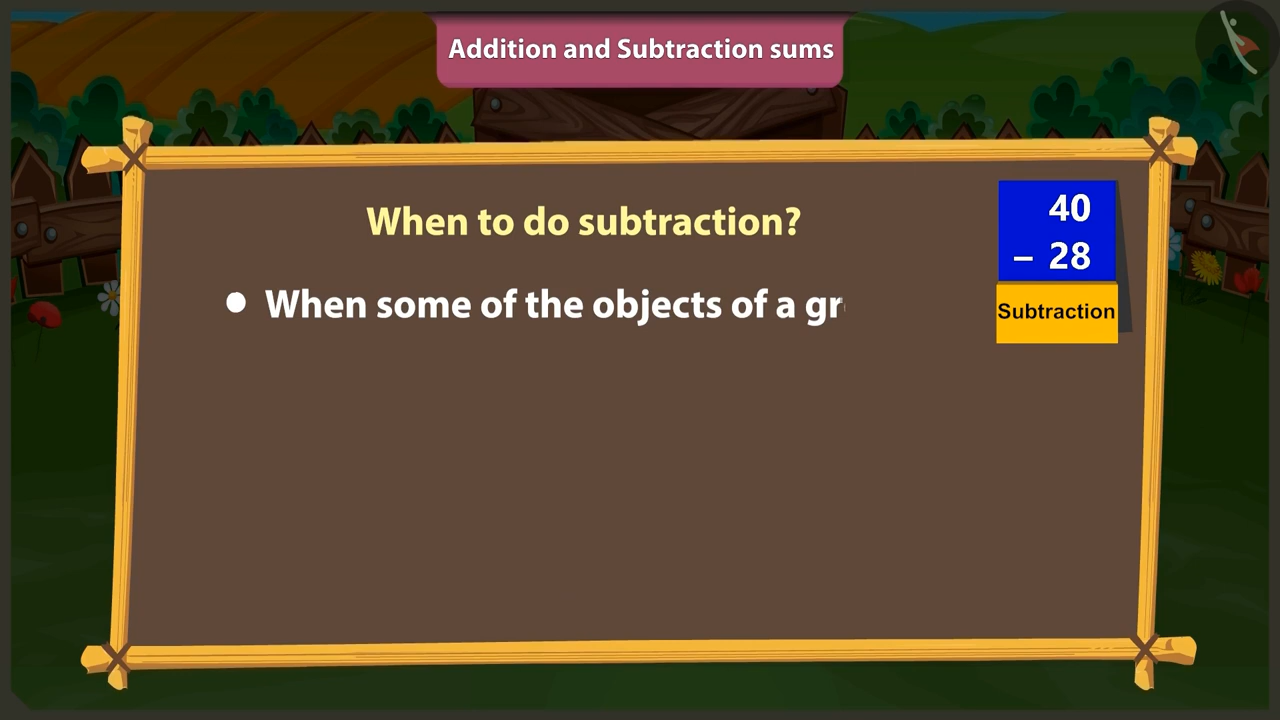 Addition and Subtraction sums
When to do subtraction?
40
– 28
Subtraction
● When some of the objects of a